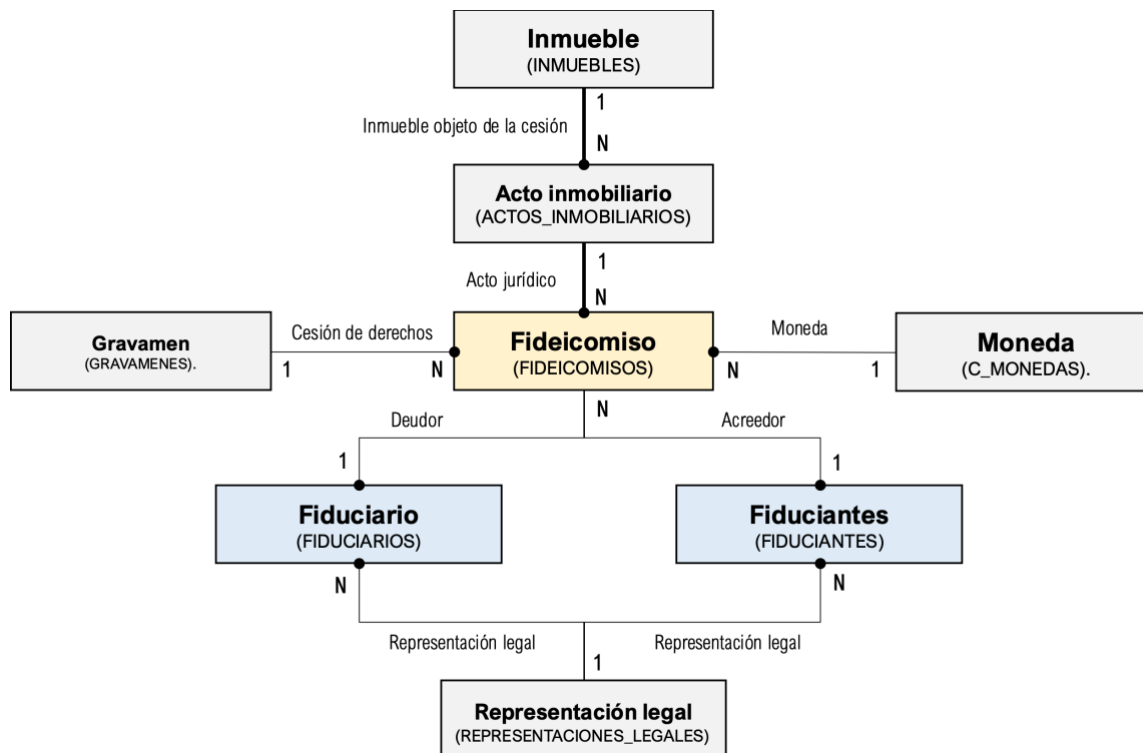 Inmueble
(INMUEBLES)
1
Inmueble objeto de la cesión
N
Acto inmobiliario
(ACTOS_INMOBILIARIOS)
1
Acto jurídico
N
Gravamen
(GRAVAMENES).
Cesión de derechos
1
N
Fideicomiso
(FIDEICOMISOS)
Moneda
N
1
Moneda
(C_MONEDAS).
N
Deudor
Acreedor
1
1
Fiduciario
(FIDUCIARIOS)
Fiduciantes
(FIDUCIANTES)
N
N
Representación legal
Representación legal
1
Representación legal
(REPRESENTACIONES_LEGALES)